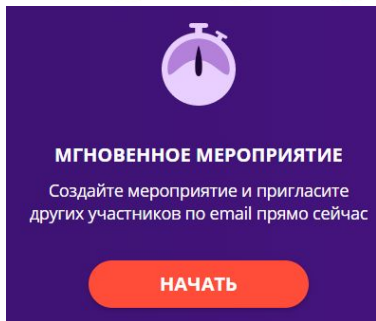 МГНОВЕННОЕ МЕРОПРИЯТИЕ
Создайте мероприятие и пригласите
других участников по email прямо сейчас
НАЧАТЬ